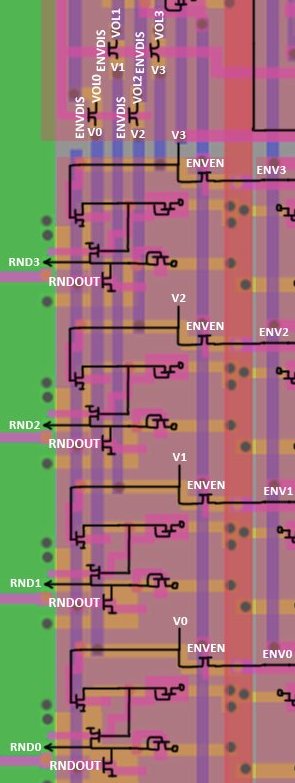 VOL1
VOL3
ENVDIS
ENVDIS
V1
V3
VOL0
VOL2
ENVDIS
ENVDIS
V0
V2
V3
ENVEN
ENV3
RND3
RNDOUT
V2
ENVEN
ENV2
RND2
RNDOUT
V1
ENVEN
ENV1
RND1
RNDOUT
V0
ENVEN
ENV0
RND0
RNDOUT